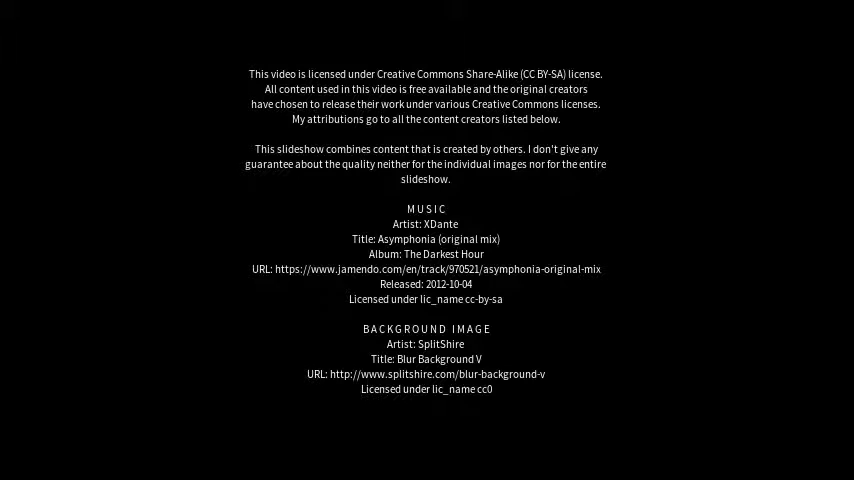 This video is licensed under Creative Commons Share-Alike (CC BY-SA) license.
All content used in this video is free available and the original creators
have chosen to release their work under various Creative Commons licenses.
My attributions go to all the content creators listed below.
This slideshow combines content that is created by others. I don't give any
guarantee about the quality neither for the individual images nor for the entire
slideshow.
MUSIC
Artist: XDante
Title: Asymphonia (original mix)
Album: The Darkest Hour
URL: https://www.jamendo.com/en/track/970521/asymphonia-original-mix
Released: 2012-10-04
Licensed under lic_name cc-by-sa
BACKGROUND IMAGE
Artist: SplitShire
Title: Blur Background V
URL: http://www.splitshire.com/blur-background-v
Licensed under lic_name cc0